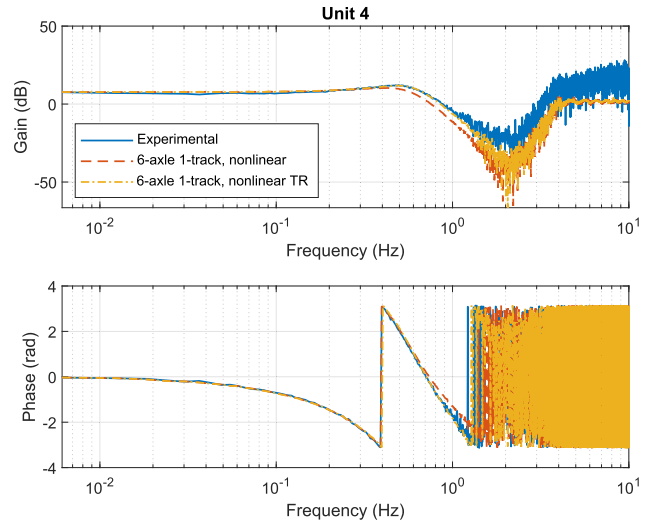 Unit 4
50
0
-50
Gain (dB)
Experimental
6-axle 1-track, nonlinear
6-axle 1-track, nonlinear TR
10^-2
10^-1
10^0
10^1
Frequency (Hz)
4
2
0
-2
-4
Phase (rad)
10^-2
10^-1
10^0
10^1
Frequency (Hz)